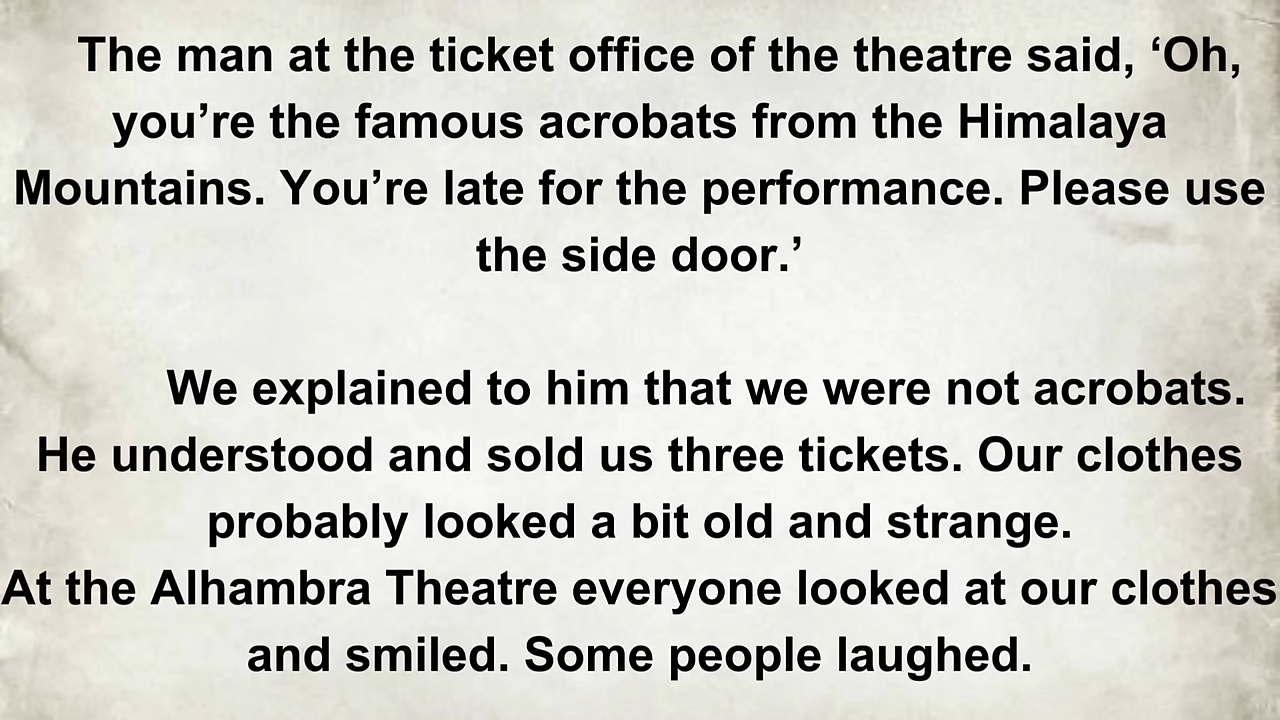 The man at the ticket office of the theatre said, ‘Oh,
you’re the famous acrobats from the Himalaya
Mountains. You’re late for the performance. Please use
the side door.’
We explained to him that we were not acrobats.
He understood and sold us three tickets. Our clothes
probably looked a bit old and strange.
At the Alhambra Theatre everyone looked at our clothes
and smiled. Some people laughed.